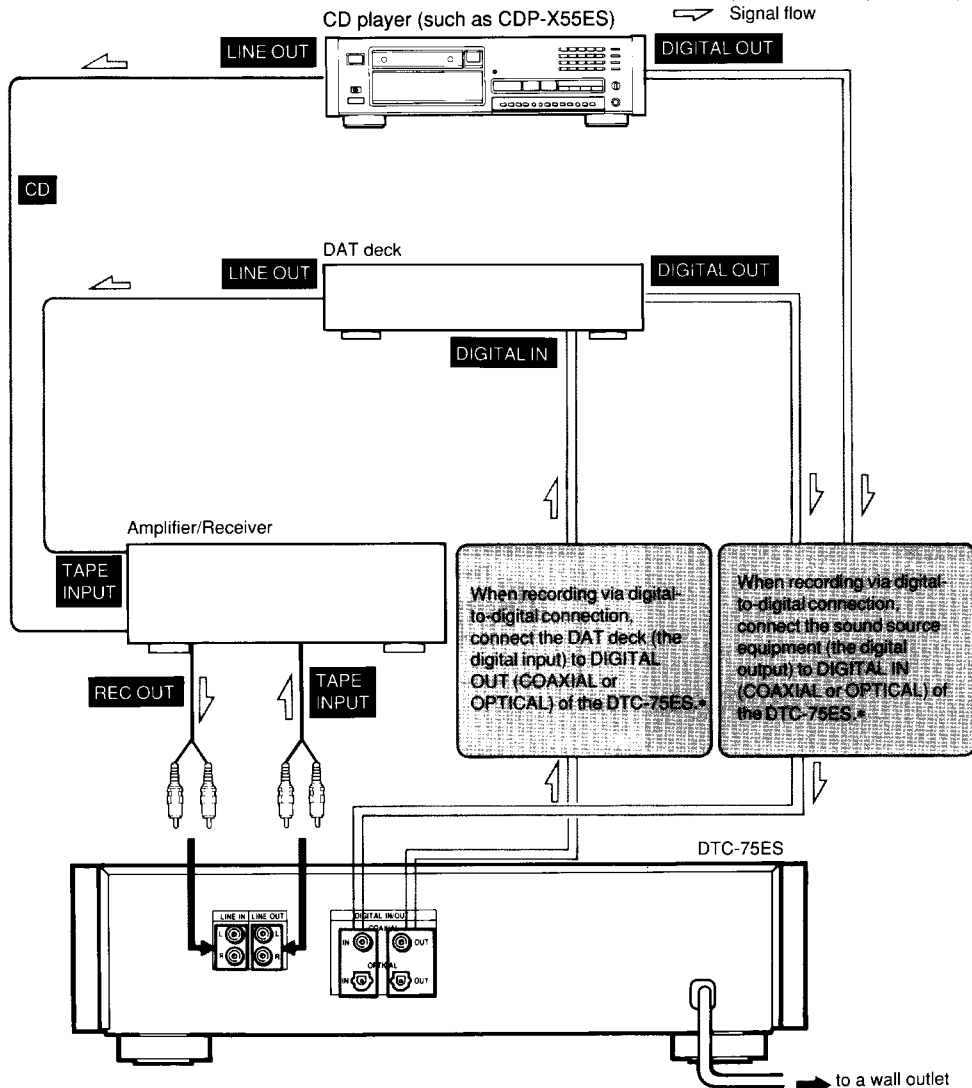 CD player (such as CDP-X55ES)
Signal flow
LINE OUT
DIGITAL OUT
CD
DAT deck
LINE OUT
DIGITAL OUT
DIGITAL IN
Amplifier/Receiver
TAPE
INPUT
When recording via digital-
to-digital connection,
connect the DAT deck (the
digital input) to DIGITAL
OUT (COAXIAL or
OPTICAL) of the DTC-75ES.*
When recording via digital-
to-digital connection,
connect the sound source
equipment (the digital
output) to DIGITAL IN
(COAXIAL or OPTICAL) of
the DTC-75ES.*
REC OUT
TAPE
INPUT
DTC-75ES
LINE IN LINE OUT
L L
R R
DIGITAL IN/OUT
COAXIAL
IN OUT
OPTICAL
IN OUT
to a wall outlet